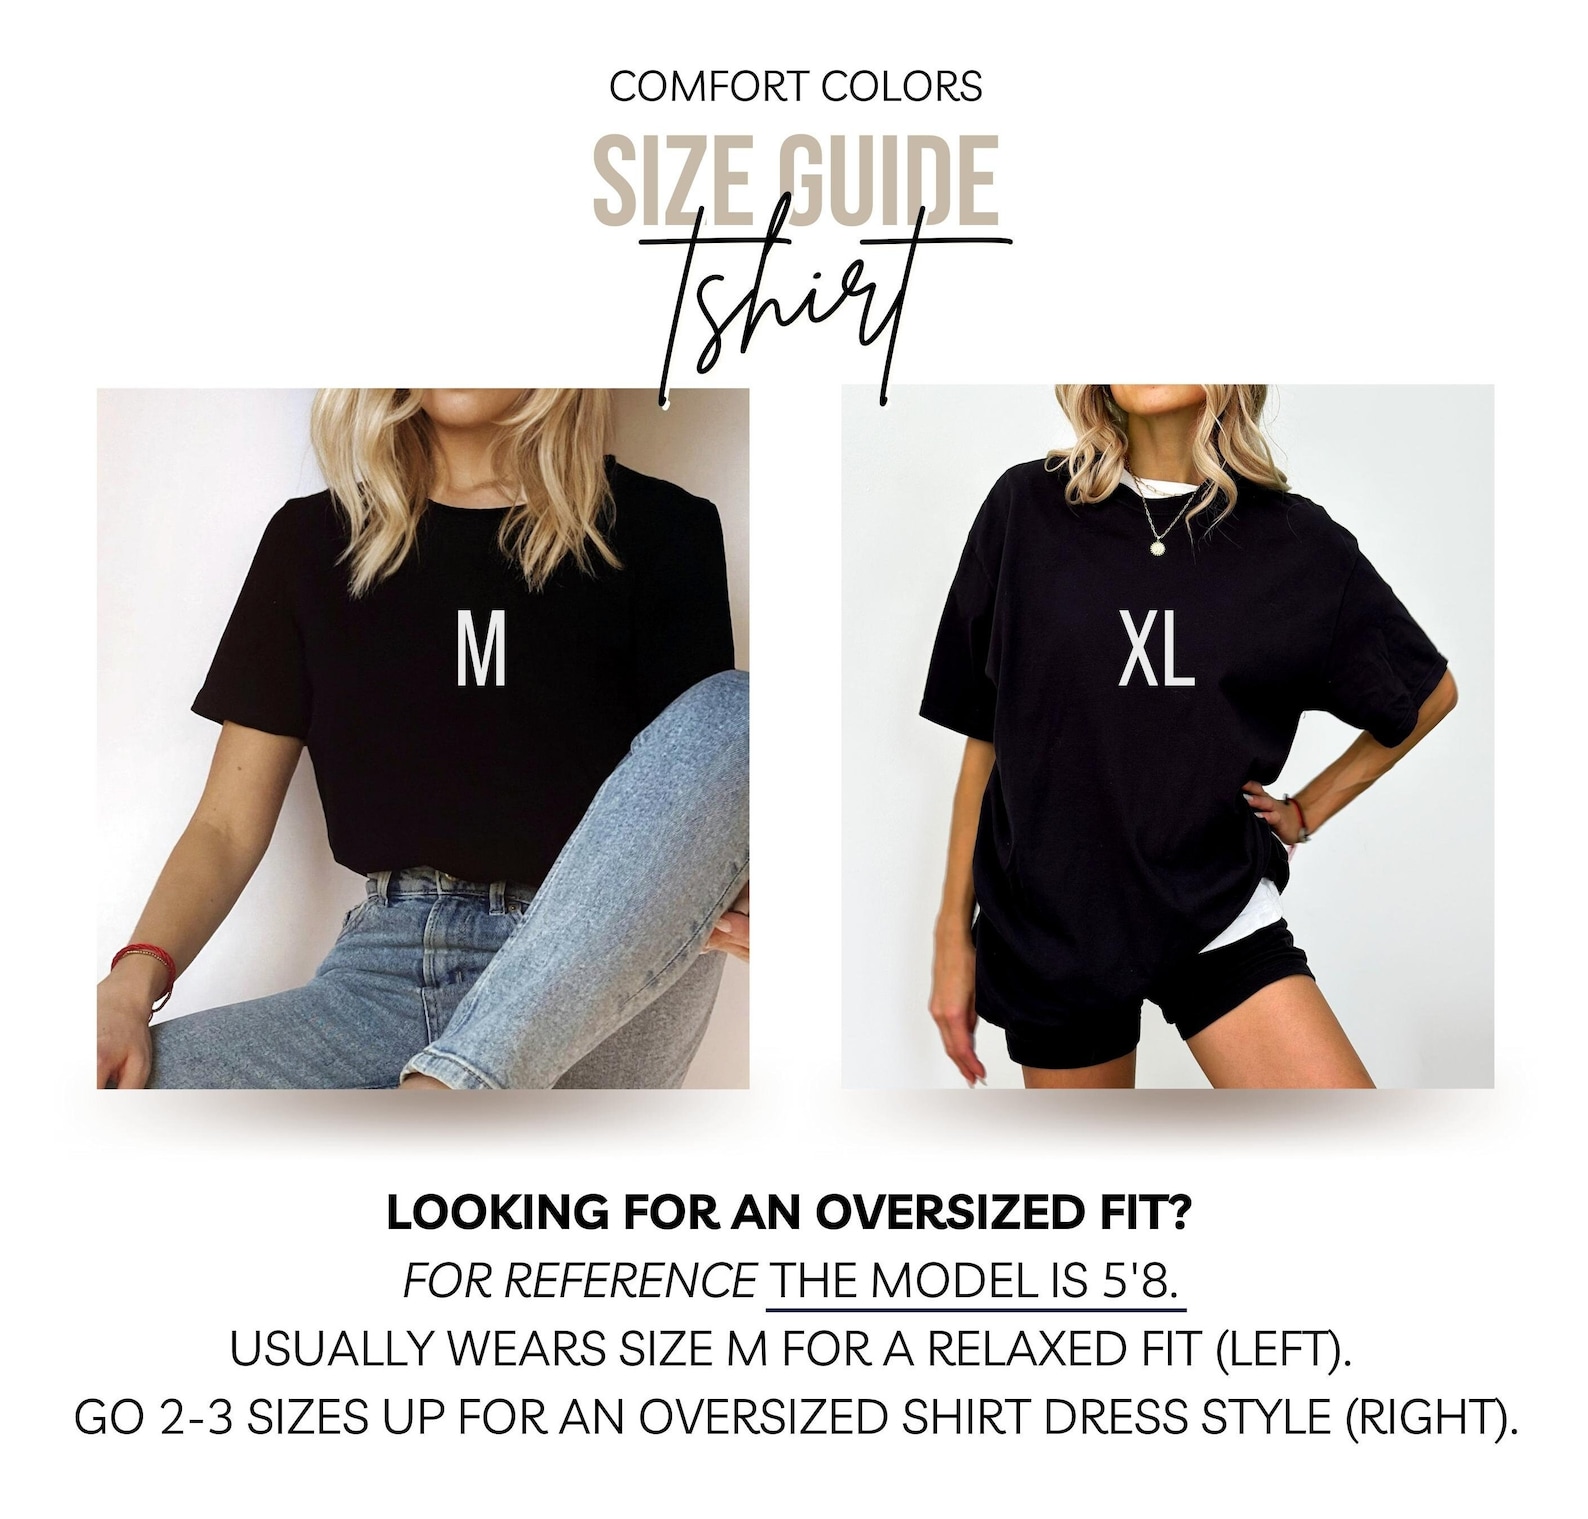 COMFORT COLORS
SIZE GUIDE
tshirt
M
XL
LOOKING FOR AN OVERSIZED FIT?
FOR REFERENCE THE MODEL IS 5'8.
USUALLY WEARS SIZE M FOR A RELAXED FIT (LEFT).
GO 2-3 SIZES UP FOR AN OVERSIZED SHIRT DRESS STYLE (RIGHT).